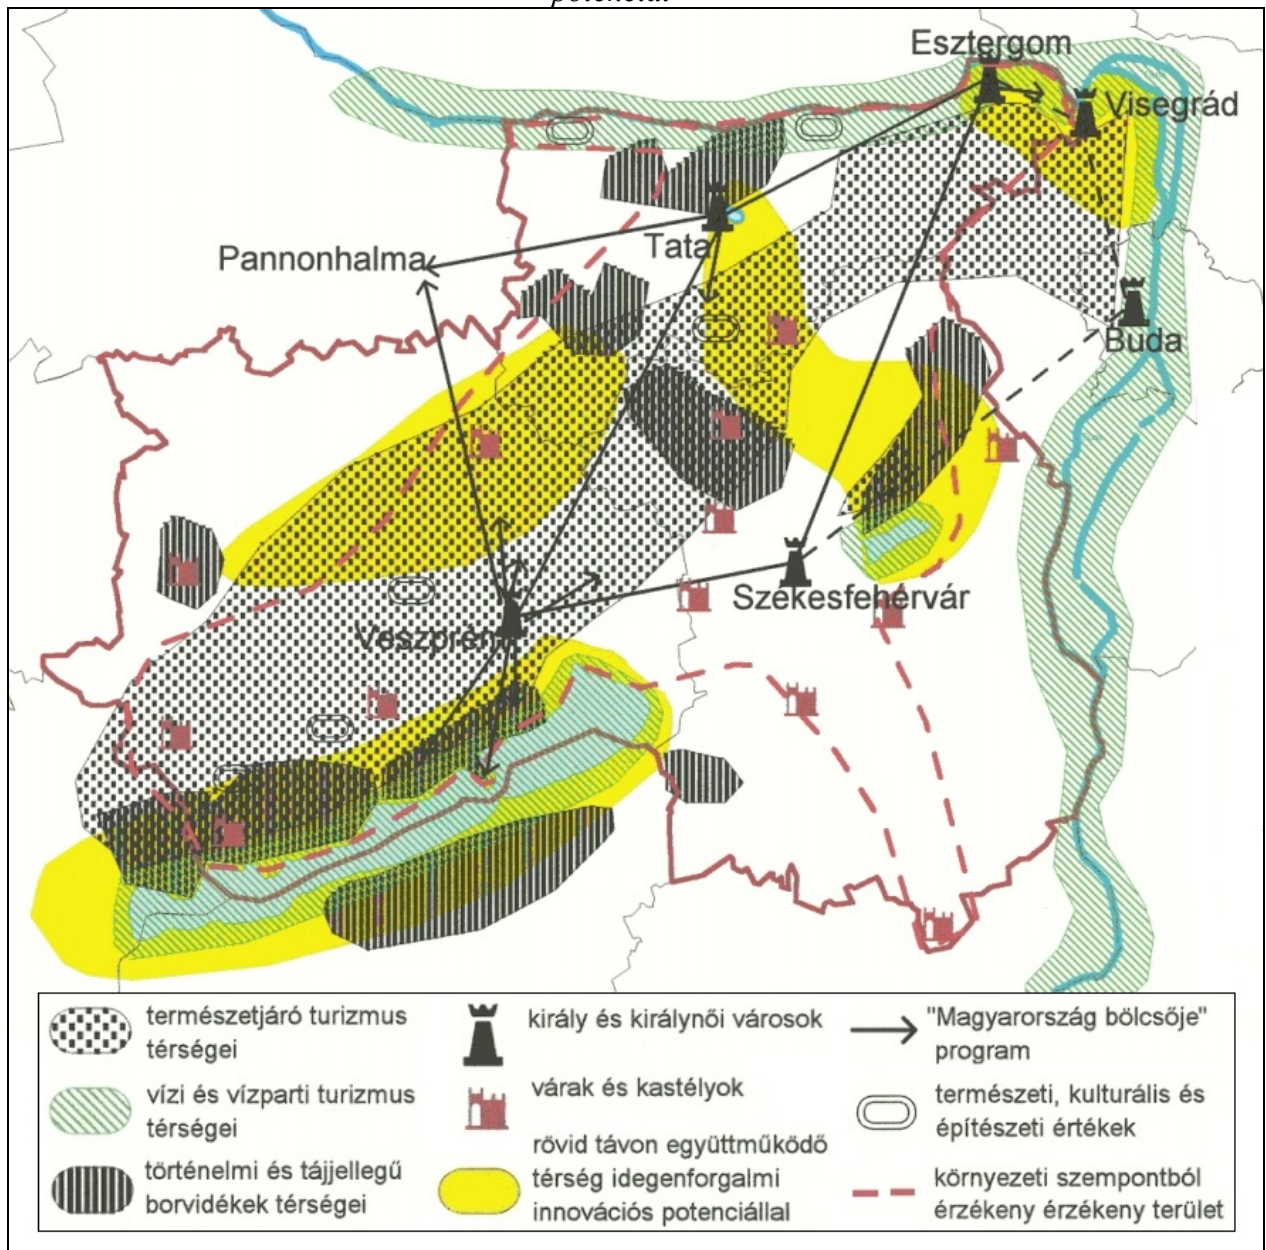 potenciál
Esztergom
Visegrád
Pannonhalma
Tata
Buda
Székesfehérvár
Veszprém
természetjáró turizmus
térségei
vízi és vízparti turizmus
térségei
történelmi és tájjellegű
borvidékek térségei
király és királynői városok
várak és kastélyok
rövid távon együttműködő
térség idegenforgalmi
innovációs potenciállal
"Magyarország bölcsője"
program
természeti, kulturális és
építészeti értékek
környezeti szempontból
érzékeny érzékeny terület